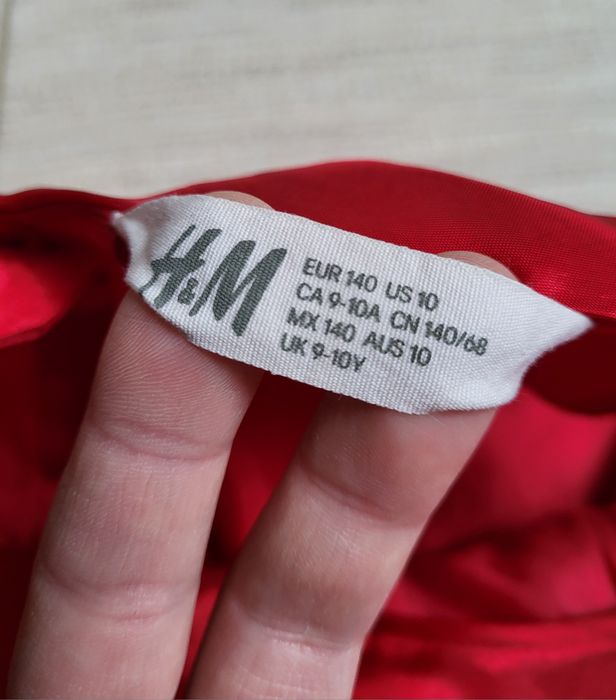 H&M
EUR 140 US 10
CA 9-10A CN 140/68
MX 140 AUS 10
UK 9-10Y